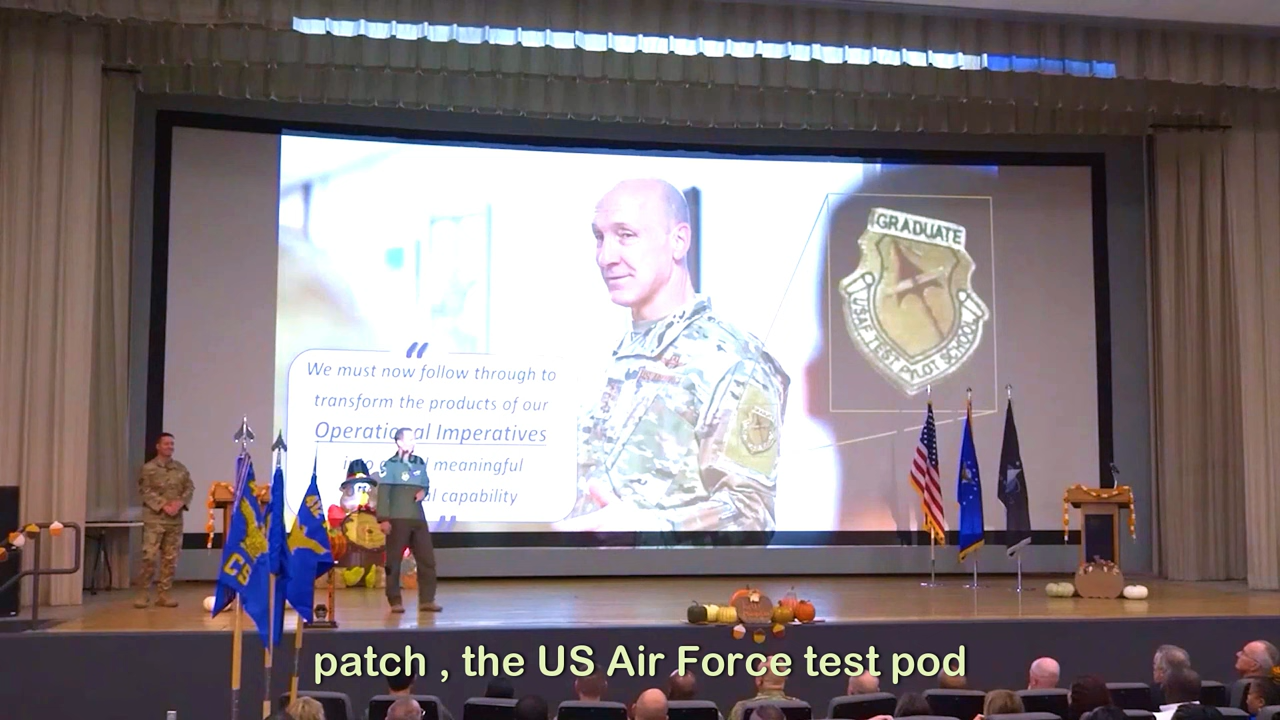 GRADUATE
USAF TEST PILOT SCHOOL
“
We must now follow through to
transform the products of our
Operational Imperatives
meaningful
capability
”
CS
patch , the US Air Force test pod